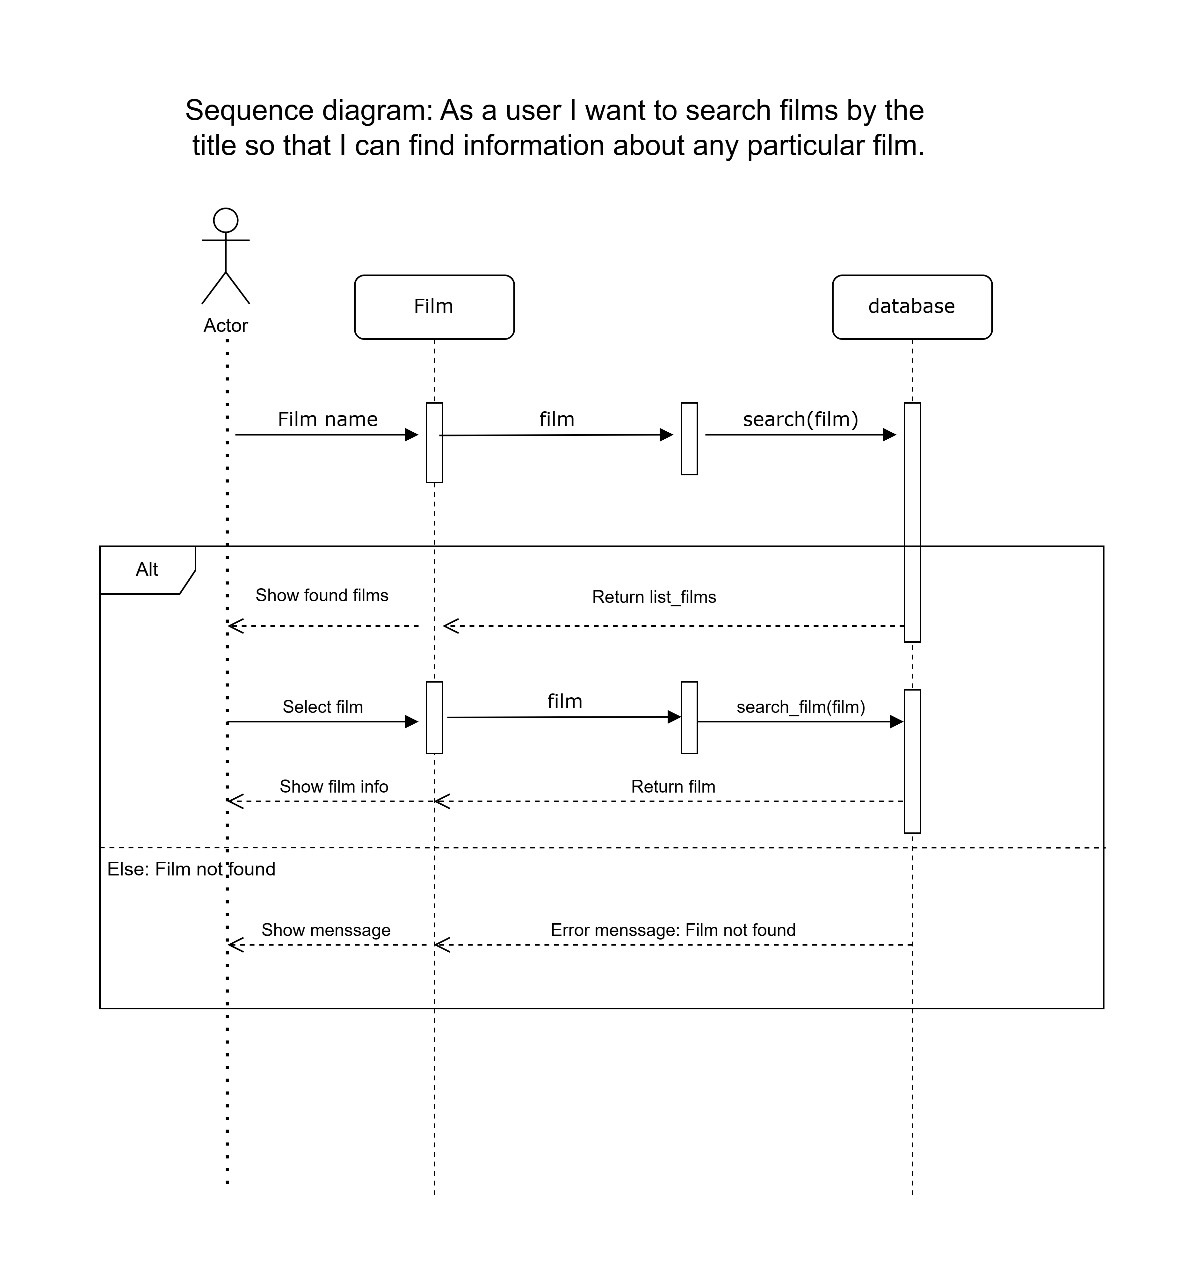 Sequence diagram: As a user I want to search films by the
title so that I can find information about any particular film.
Actor
Film
database
Film name
film
search(film)
Alt
Show found films
Return list_films
Select film
film
search_film(film)
Show film info
Return film
Else: Film not found
Show menssage
Error menssage: Film not found